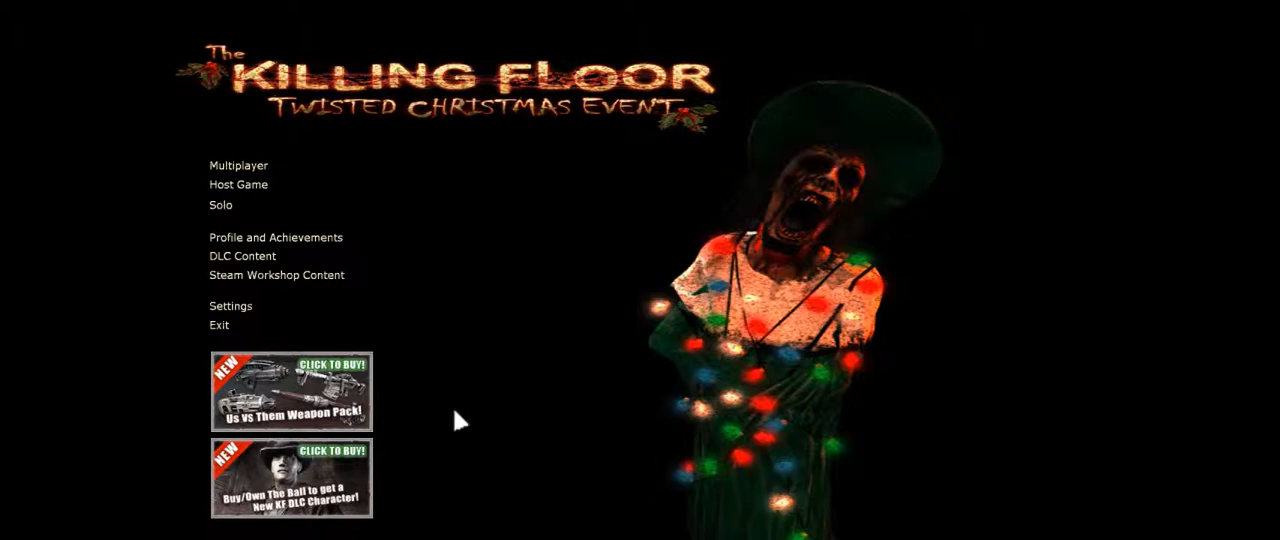 The
KILLING FLOOR
TWISTED CHRISTMAS EVENT
Multiplayer
Host Game
Solo
Profile and Achievements
DLC Content
Steam Workshop Content
Settings
Exit
NEW
CLICK TO BUY!
Us Vs Them Weapon Pack!
NEW
CLICK TO BUY!
Buy/Own The Ball to get a
New KF DLC Character!